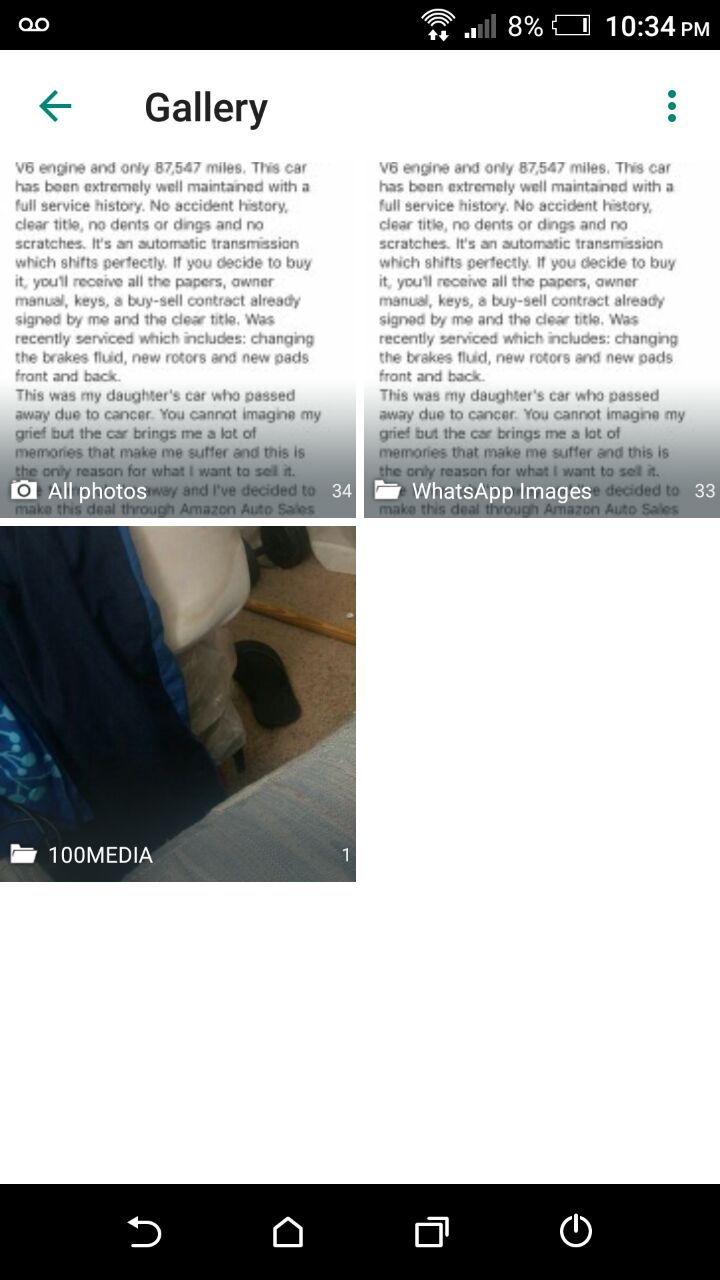 8% 10:34 PM
Gallery
V6 engine and only 87,547 miles. This car
has been extremely well maintained with a
full service history. No accident history,
clear title, no dents or dings and no
scratches. It's an automatic transmission
which shifts perfectly. If you decide to buy
it, you'll receive all the papers, owner
manual, keys, a buy-sell contract already
signed by me and the clear title. Was
recently serviced which includes: changing
the brakes fluid, new rotors and new pads
front and back.
This was my daughter's car who passed
away due to cancer. You cannot imagine my
grief but the car brings me a lot of
memories that make me suffer and this is
the only reason for what I want to sell it.
away and I've decided to
All photos 34
make this deal through Amazon Auto Sales
V6 engine and only 87,547 miles. This car
has been extremely well maintained with a
full service history. No accident history,
clear title, no dents or dings and no
scratches. It's an automatic transmission
which shifts perfectly. If you decide to buy
it, you'll receive all the papers, owner
manual, keys, a buy-sell contract already
signed by me and the clear title. Was
recently serviced which includes: changing
the brakes fluid, new rotors and new pads
front and back.
This was my daughter's car who passed
away due to cancer. You cannot imagine my
grief but the car brings me a lot of
memories that make me suffer and this is
the only reason for what I want to sell it.
decided to
WhatsApp Images 33
make this deal through Amazon Auto Sales
100MEDIA 1